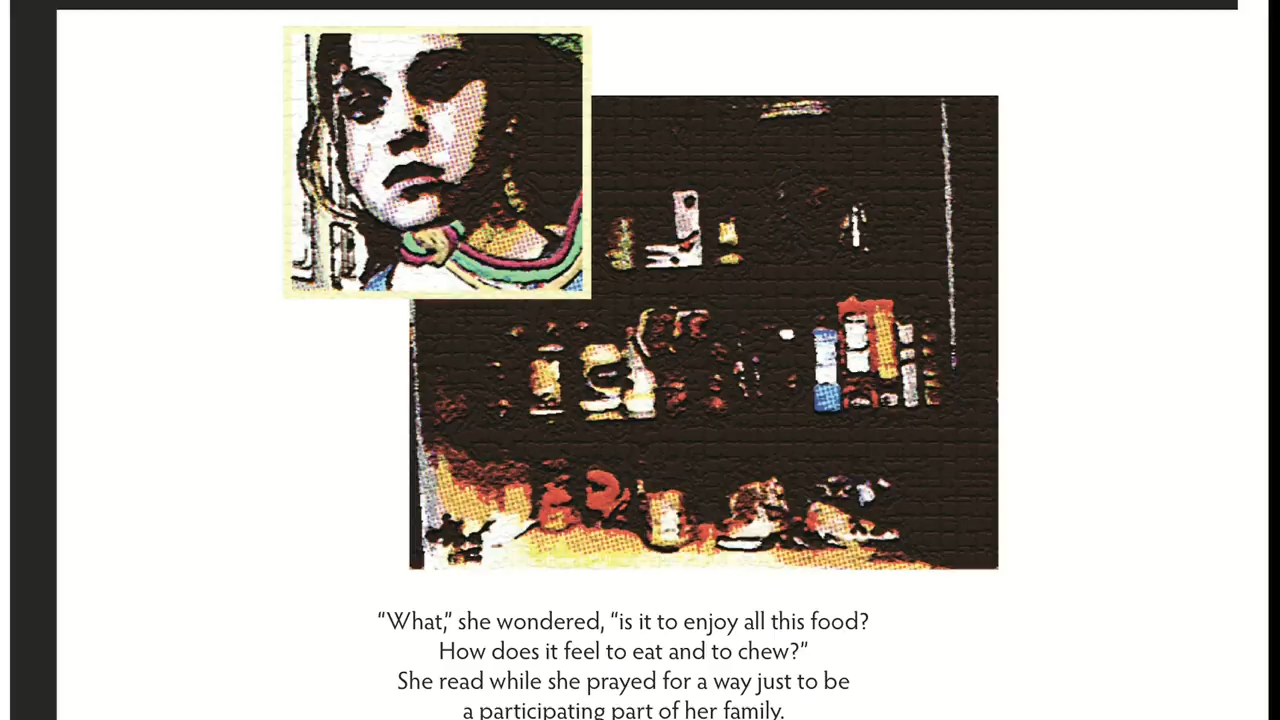 “What,” she wondered, “is it to enjoy all this food?
How does it feel to eat and to chew?”
She read while she prayed for a way just to be
a participating part of her family.